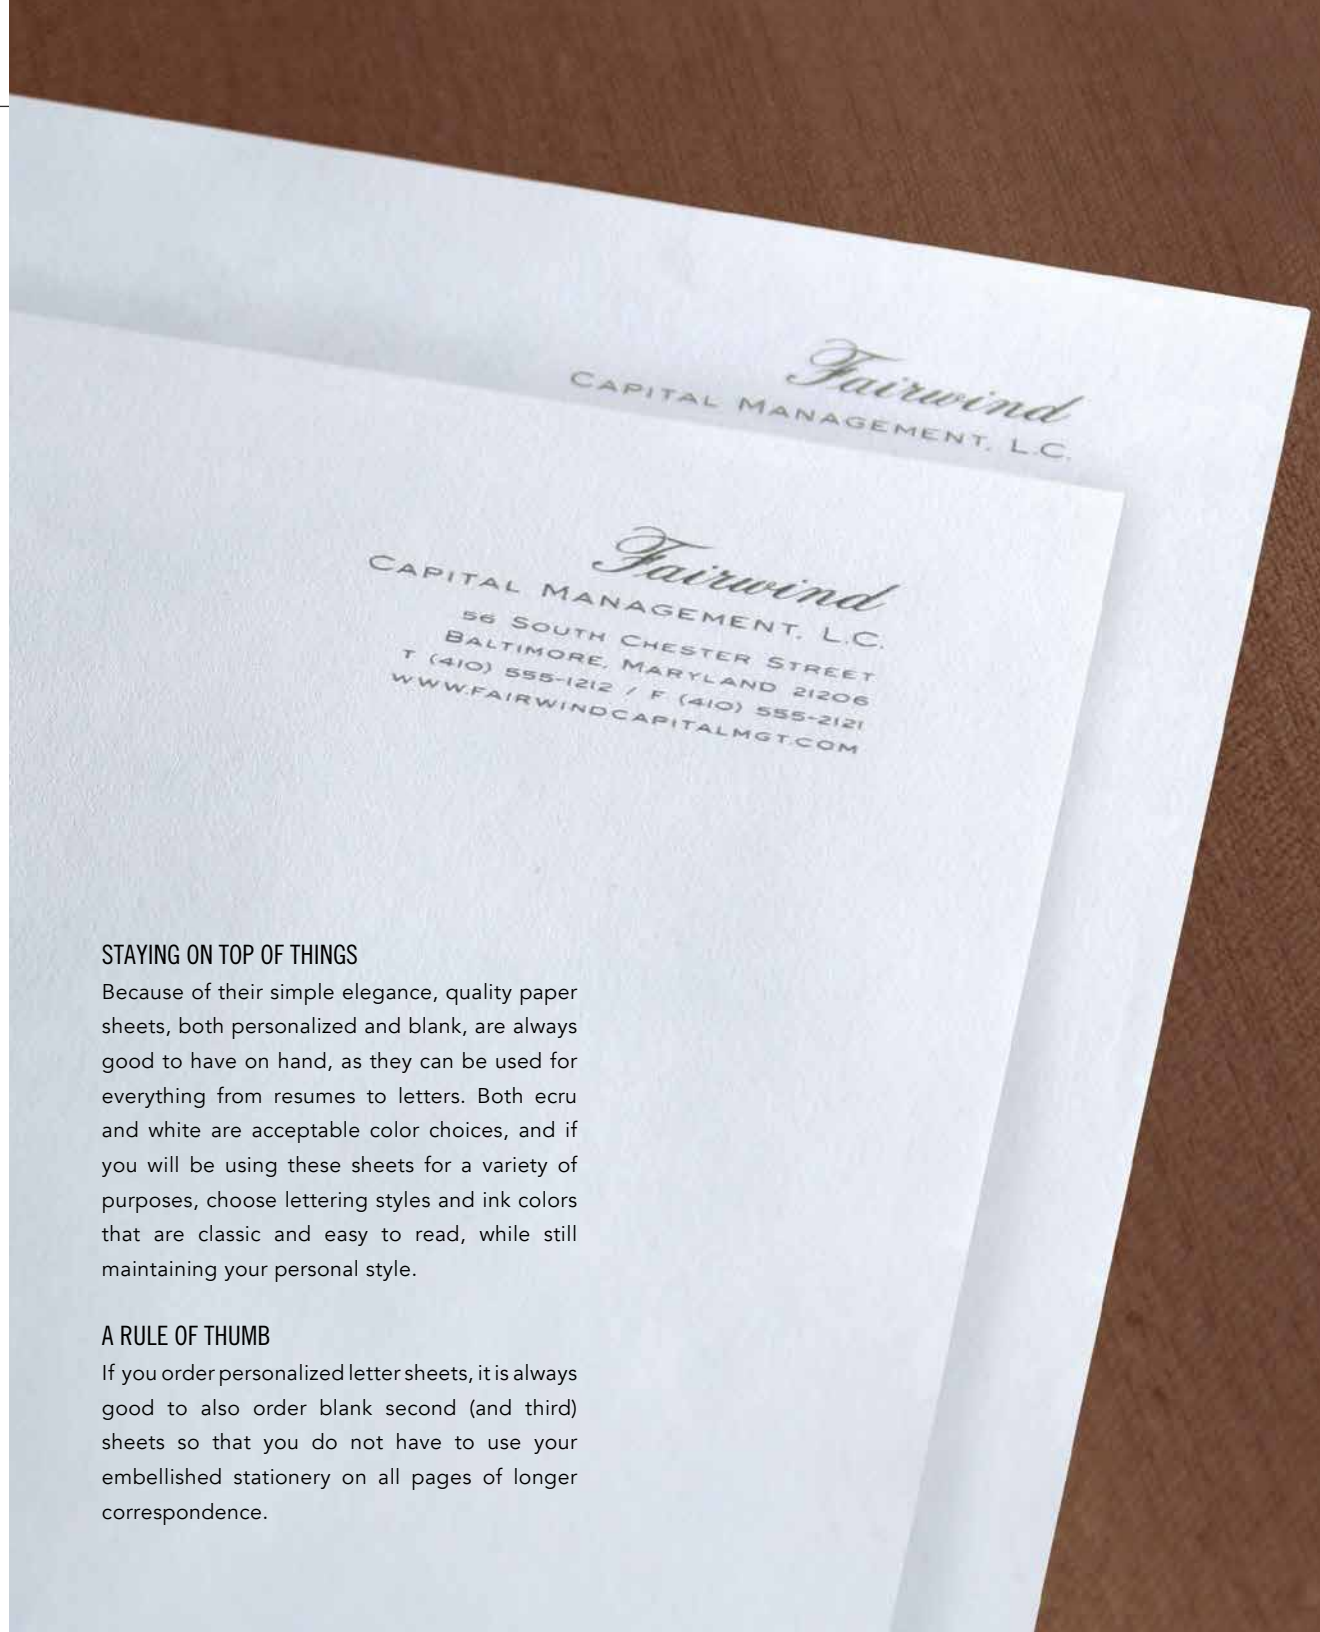 Fairwind
CAPITAL MANAGEMENT, L.C.
Fairwind
CAPITAL MANAGEMENT, L.C.
56 SOUTH CHESTER STREET
BALTIMORE, MARYLAND 21206
T (410) 555-1212 / F (410) 555-2121
WWW.FAIRWINDCAPITALMGT.COM
STAYING ON TOP OF THINGS
Because of their simple elegance, quality paper
sheets, both personalized and blank, are always
good to have on hand, as they can be used for
everything from resumes to letters. Both ecru
and white are acceptable color choices, and if
you will be using these sheets for a variety of
purposes, choose lettering styles and ink colors
that are classic and easy to read, while still
maintaining your personal style.
A RULE OF THUMB
If you order personalized letter sheets, it is always
good to also order blank second (and third)
sheets so that you do not have to use your
embellished stationery on all pages of longer
correspondence.